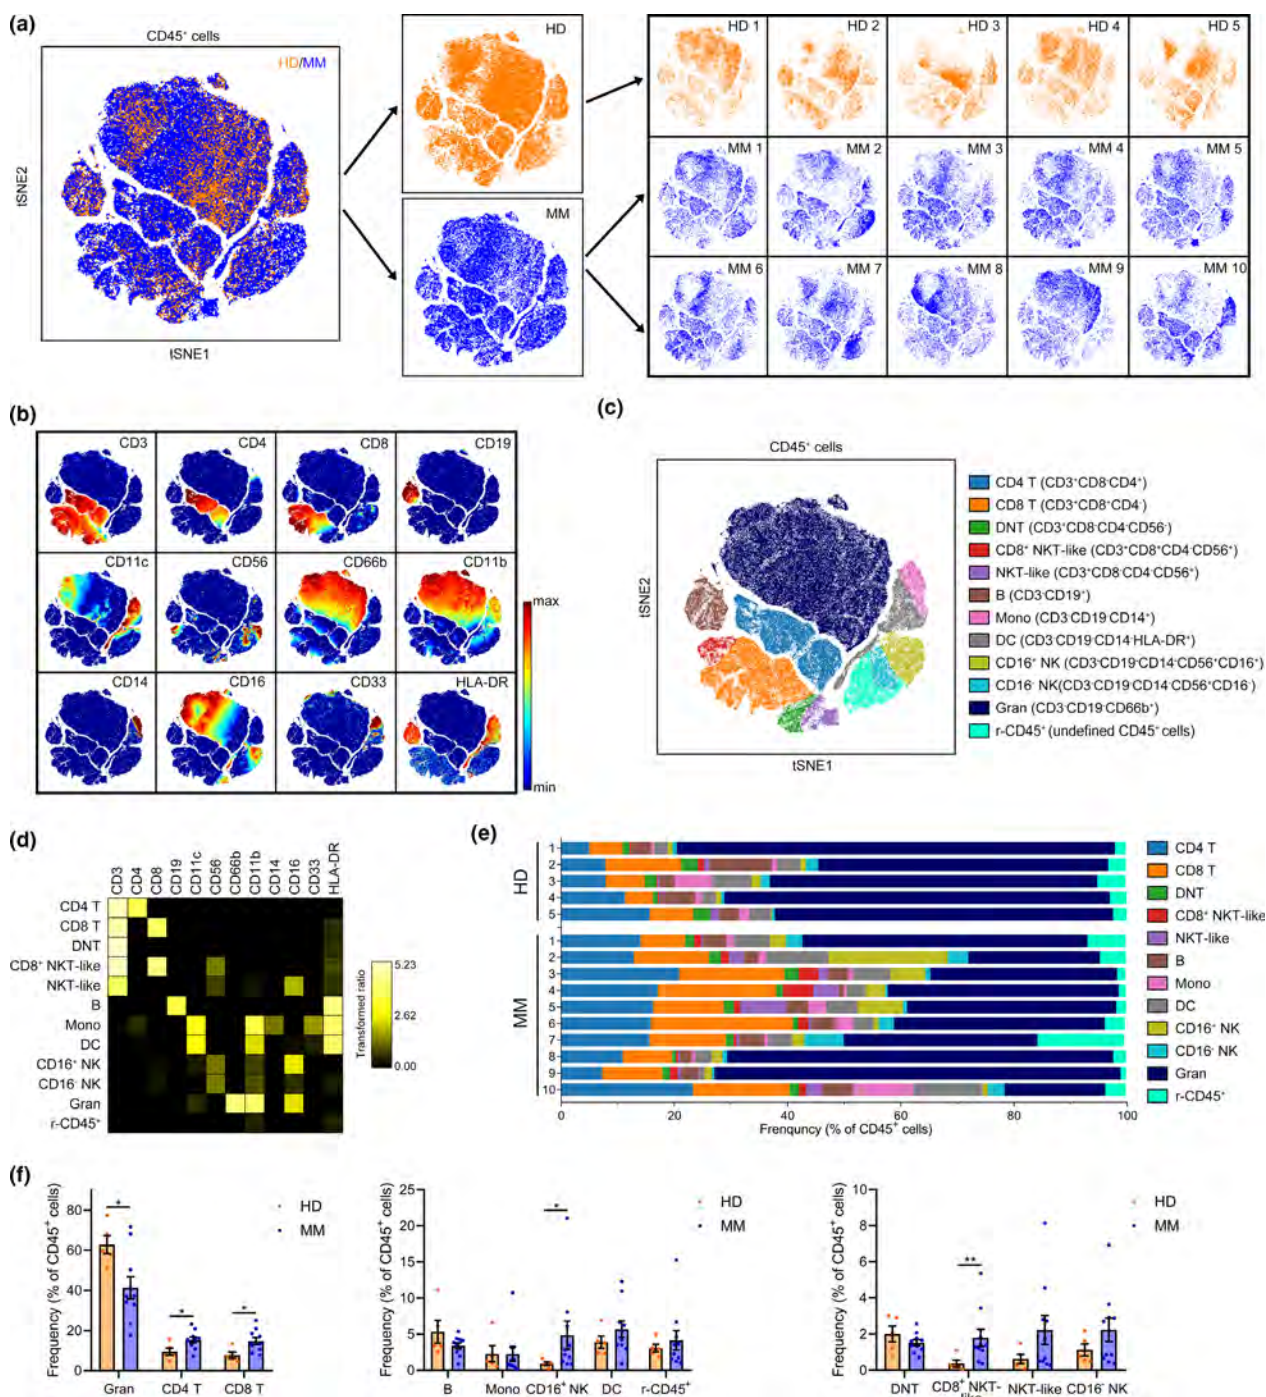 (a)
CD45⁺ cells
HD/MM
tSNE2
tSNE1
HD
MM
HD 1
HD 2
HD 3
HD 4
HD 5
MM 1
MM 2
MM 3
MM 4
MM 5
MM 6
MM 7
MM 8
MM 9
MM 10
(b)
CD3
CD4
CD8
CD19
CD11c
CD56
CD66b
CD11b
CD14
CD16
CD33
HLA-DR
max
min
(c)
CD45⁺ cells
tSNE2
tSNE1
CD4 T (CD3⁺CD8⁻CD4⁺)
CD8 T (CD3⁺CD8⁺CD4⁻)
DNT (CD3⁺CD8⁻CD4⁻CD56⁻)
CD8⁺ NKT-like (CD3⁺CD8⁺CD4⁻CD56⁺)
NKT-like (CD3⁺CD8⁻CD4⁻CD56⁺)
B (CD3⁻CD19⁺)
Mono (CD3⁻CD19⁻CD14⁺)
DC (CD3⁻CD19⁻CD14⁻HLA-DR⁺)
CD16⁺ NK (CD3⁻CD19⁻CD14⁻CD56⁺CD16⁺)
CD16⁻ NK(CD3⁻CD19⁻CD14⁻CD56⁺CD16⁻)
Gran (CD3⁻CD19⁻CD66b⁺)
r-CD45⁺ (undefined CD45⁺ cells)
(d)
CD3
CD4
CD8
CD19
CD11c
CD56
CD66b
CD11b
CD14
CD16
CD33
HLA-DR
CD4 T
CD8 T
DNT
CD8⁺ NKT-like
NKT-like
B
Mono
DC
CD16⁺ NK
CD16⁻ NK
Gran
r-CD45⁺
Transformed ratio
5.23
2.62
0.00
(e)
HD
1
2
3
4
5
MM
1
2
3
4
5
6
7
8
9
10
0 20 40 60 80 100
Frequncy (% of CD45⁺ cells)
CD4 T
CD8 T
DNT
CD8⁺ NKT-like
NKT-like
B
Mono
DC
CD16⁺ NK
CD16⁻ NK
Gran
r-CD45⁺
(f)
Frequency (% of CD45⁺ cells)
80
60
40
20
0
*
*
*
HD
MM
Gran CD4 T CD8 T
Frequency (% of CD45⁺ cells)
25
20
15
10
5
0
*
HD
MM
B Mono CD16⁺ NK DC r-CD45⁺
Frequency (% of CD45⁺ cells)
10
8
6
4
2
0
**
HD
MM
DNT CD8⁺ NKT- NKT-like CD16⁻ NK